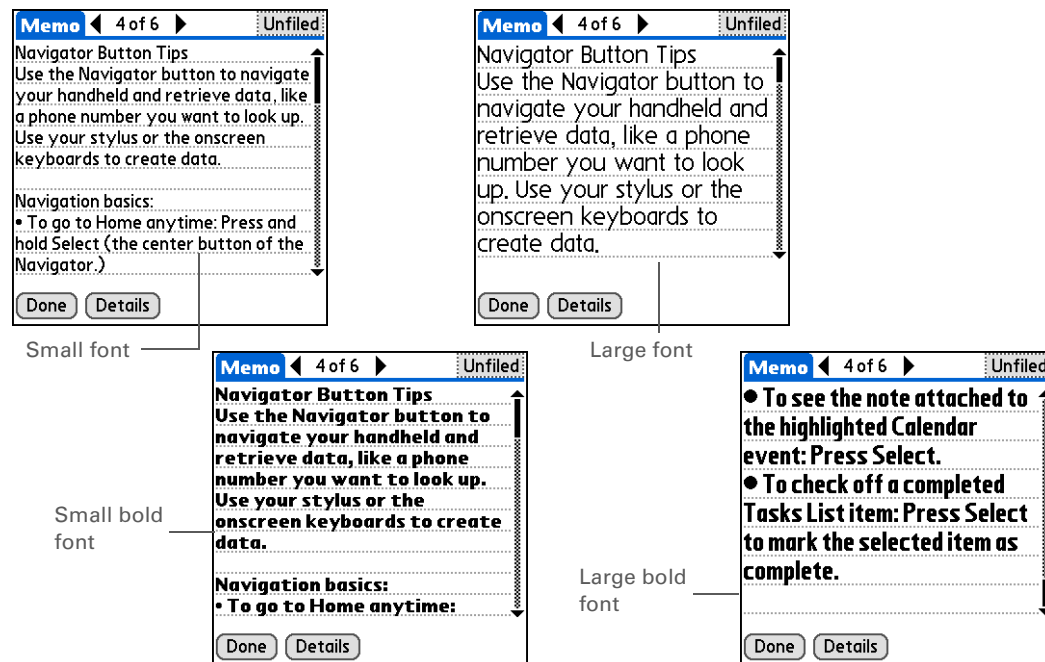 Memo 4 of 6 Unfiled
Navigator Button Tips
Use the Navigator button to navigate
your handheld and retrieve data, like
a phone number you want to look up.
Use your stylus or the onscreen
keyboards to create data.
Navigation basics:
• To go to Home anytime: Press and
hold Select (the center button of the
Navigator.)
Done Details
Small font
Memo 4 of 6 Unfiled
Navigator Button Tips
Use the Navigator button to
navigate your handheld and
retrieve data, like a phone
number you want to look
up. Use your stylus or the
onscreen keyboards to
create data.
Done Details
Large font
Memo 4 of 6 Unfiled
Navigator Button Tips
Use the Navigator button to
navigate your handheld and
retrieve data, like a phone
number you want to look up.
Use your stylus or the
onscreen keyboards to create
data.
Navigation basics:
• To go to Home anytime:
Done Details
Small bold
font
Memo 4 of 6 Unfiled
● To see the note attached to
the highlighted Calendar
event: Press Select.
● To check off a completed
Tasks List item: Press Select
to mark the selected item as
complete.
Done Details
Large bold
font